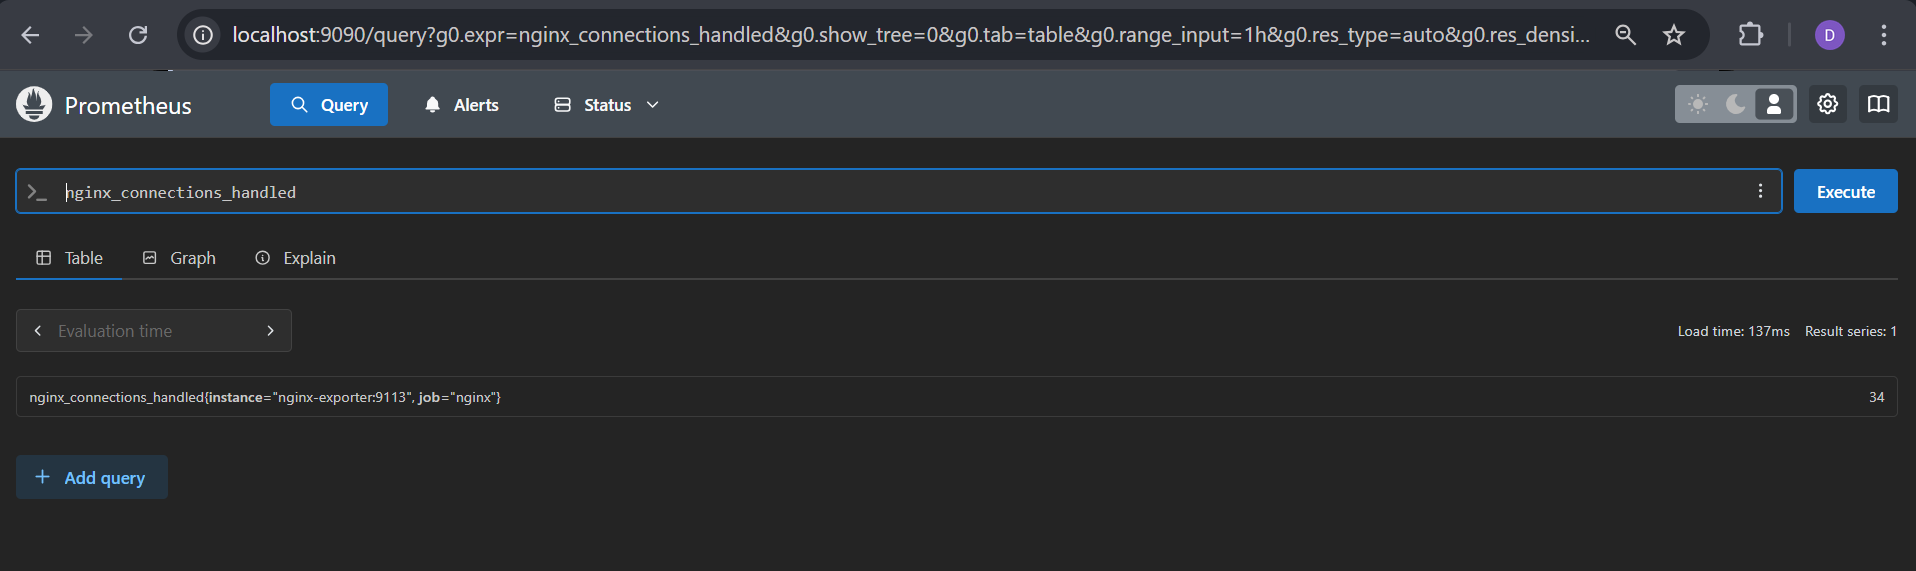 localhost:9090/query?g0.expr=nginx_connections_handled&g0.show_tree=0&g0.tab=table&g0.range_input=1h&g0.res_type=auto&g0.res_densi...
D
Prometheus
Query
Alerts
Status
nginx_connections_handled
Execute
Table
Graph
Explain
Evaluation time
Load time: 137ms Result series: 1
nginx_connections_handled{instance="nginx-exporter:9113", job="nginx"} 34
Add query